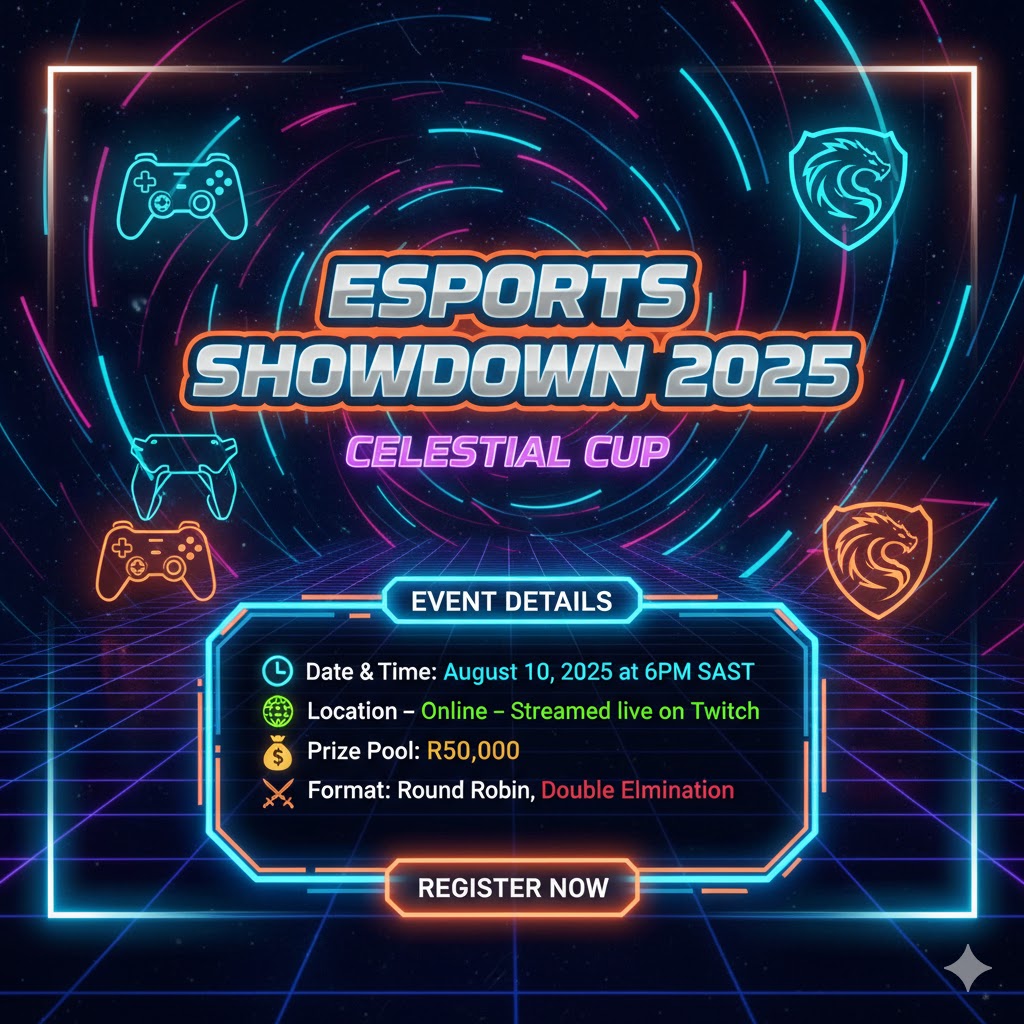 ESPORTS
SHOWDOWN 2025
CELESTIAL CUP
EVENT DETAILS
Date & Time: August 10, 2025 at 6PM SAST
Location – Online – Streamed live on Twitch
$ Prize Pool: R50,000
Format: Round Robin, Double Elmination
REGISTER NOW